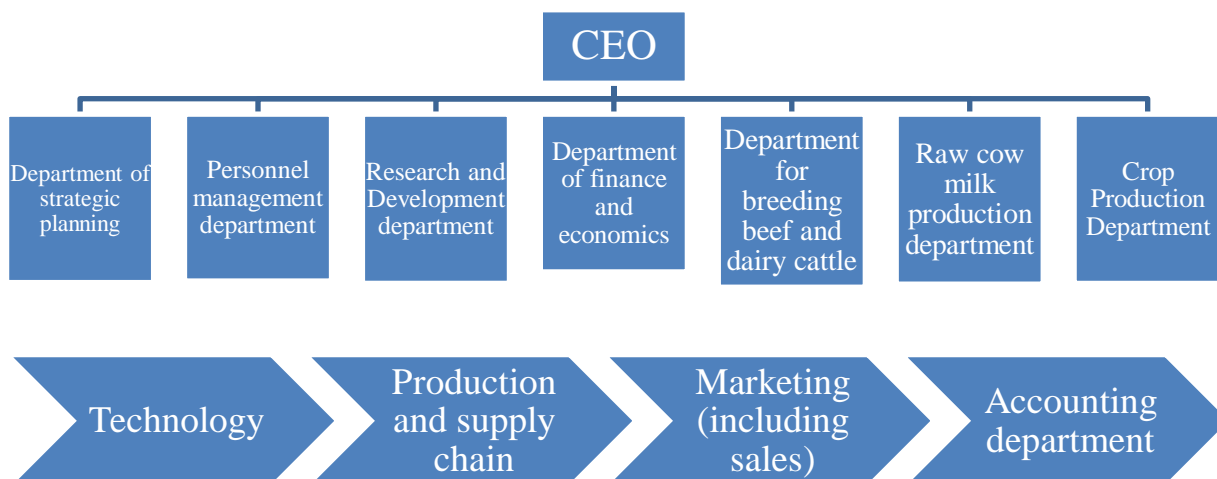 CEO
Department of
strategic
planning
Personnel
management
department
Research and
Development
department
Department
of finance
and
economics
Department
for
breeding
beef and
dairy cattle
Raw cow
milk
production
department
Crop
Production
Department
Technology
Production
and supply
chain
Marketing
(including
sales)
Accounting
department